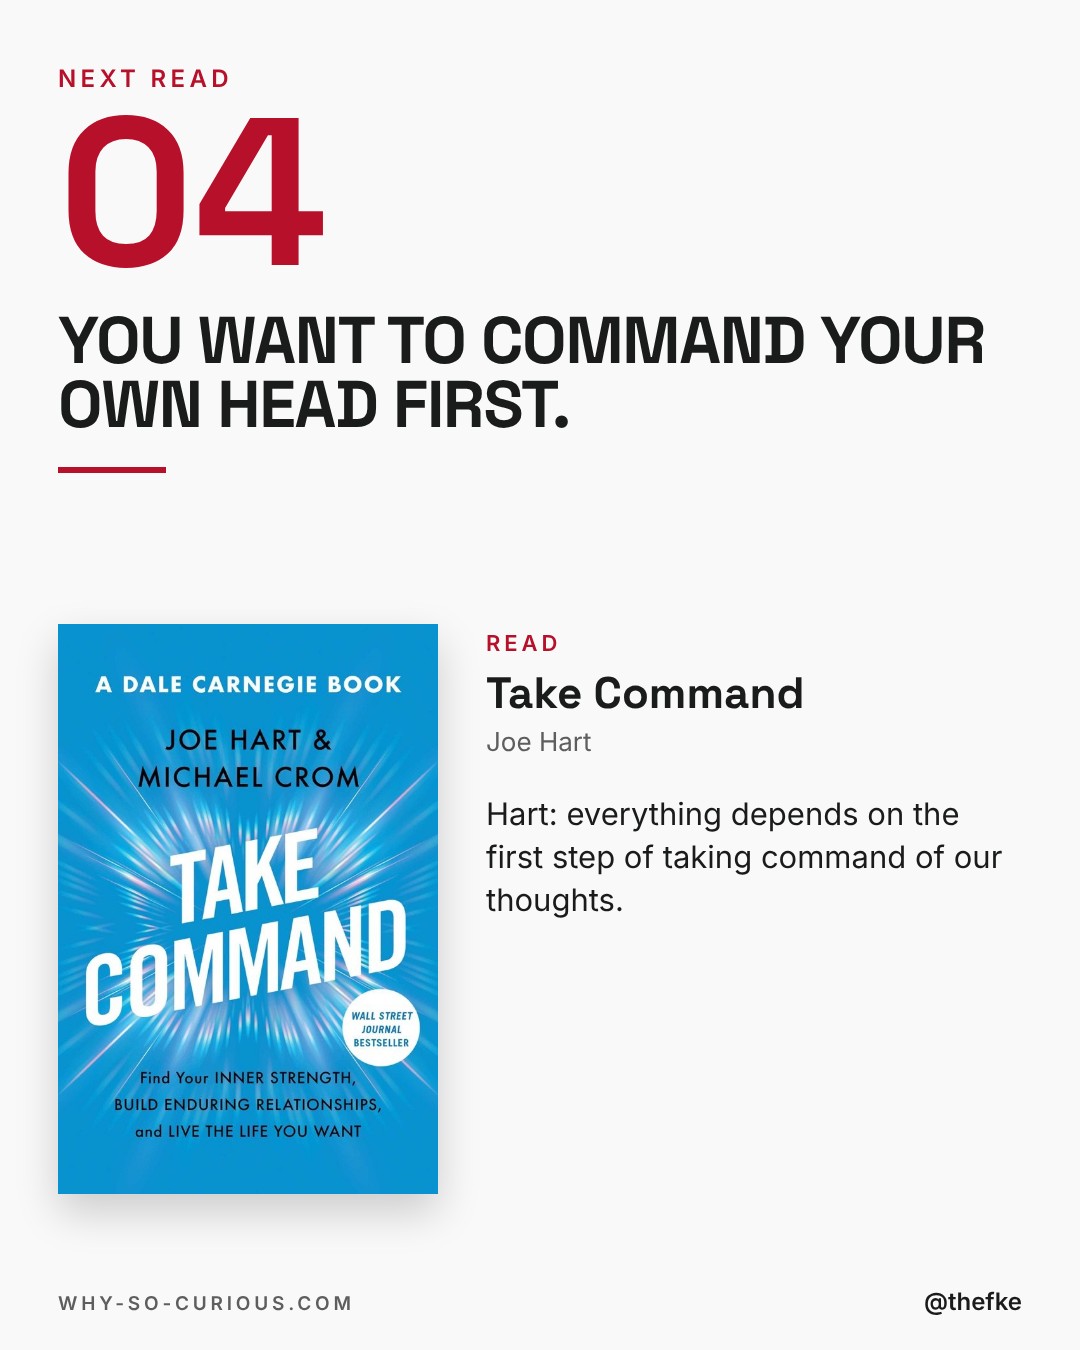 NEXT READ
04
YOU WANT TO COMMAND YOUR
OWN HEAD FIRST.
A DALE CARNEGIE BOOK
JOE HART &
MICHAEL CROM
TAKE
COMMAND
WALL STREET
JOURNAL
BESTSELLER
Find Your INNER STRENGTH,
BUILD ENDURING RELATIONSHIPS,
and LIVE THE LIFE YOU WANT
READ
Take Command
Joe Hart
Hart: everything depends on the
first step of taking command of our
thoughts.
WHY-SO-CURIOUS.COM
@thefke